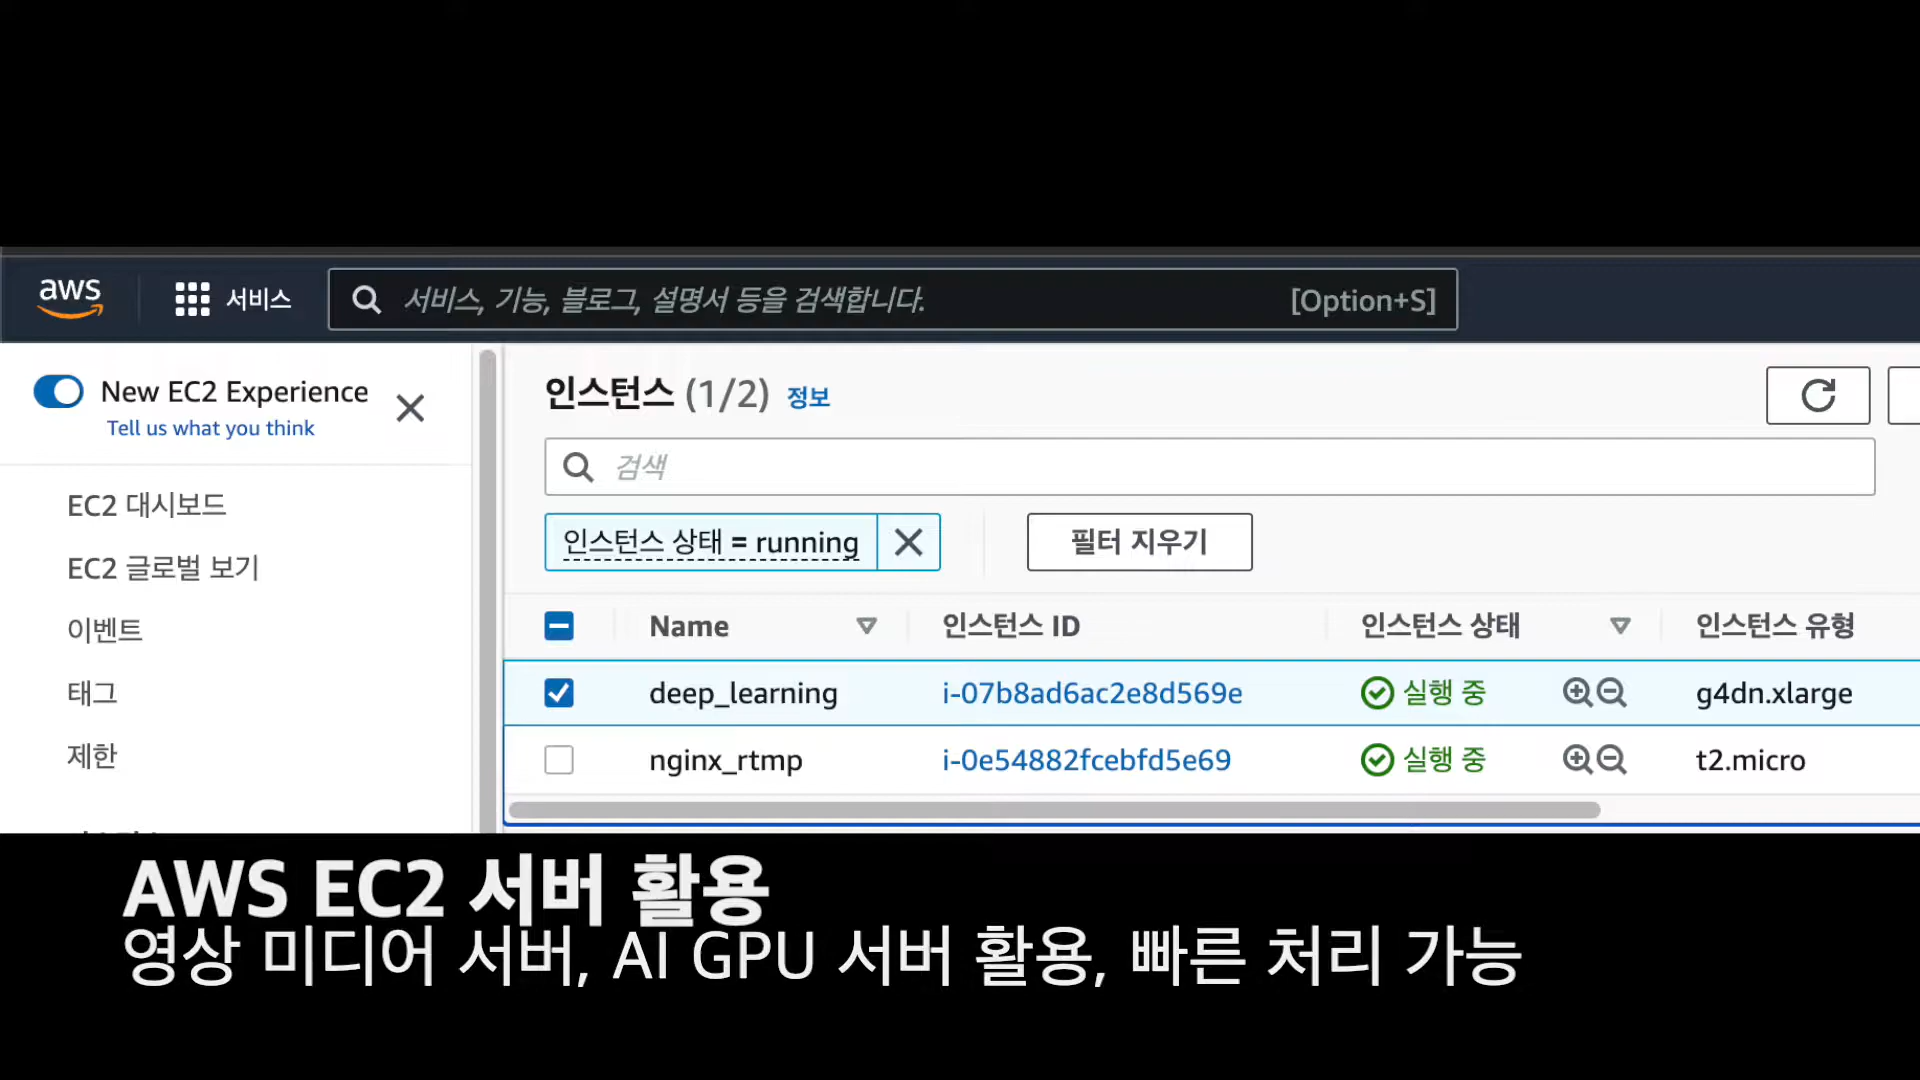 aws 서비스 서비스, 기능, 블로그, 설명서 등을 검색합니다. [Option+S]
New EC2 Experience
Tell us what you think
EC2 대시보드
EC2 글로벌 보기
이벤트
태그
제한
인스턴스 (1/2) 정보
검색
인스턴스 상태 = running 필터 지우기
Name 인스턴스 ID 인스턴스 상태 인스턴스 유형
deep_learning i-07b8ad6ac2e8d569e 실행 중 g4dn.xlarge
nginx_rtmp i-0e54882fcebfd5e69 실행 중 t2.micro
AWS EC2 서버 활용
영상 미디어 서버, AI GPU 서버 활용, 빠른 처리 가능